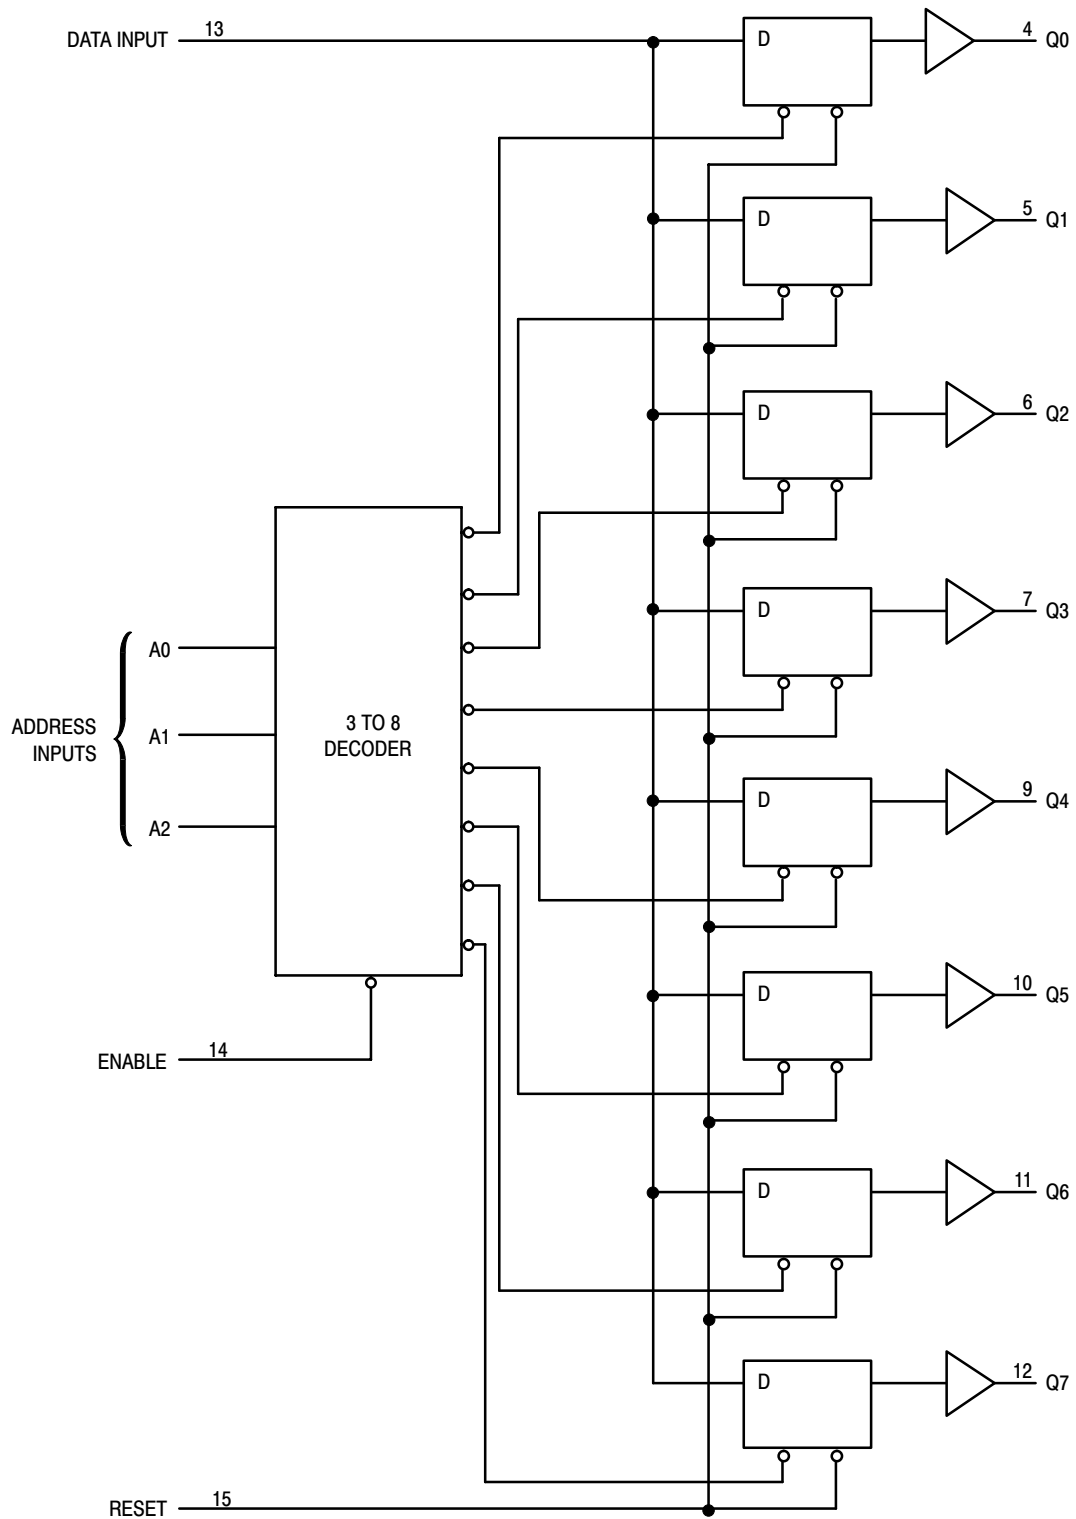 DATA INPUT 13
D
4 Q0
D
5 Q1
D
6 Q2
D
7 Q3
A0
ADDRESS
INPUTS
A1
A2
3 TO 8
DECODER
D
9 Q4
D
10 Q5
ENABLE 14
D
11 Q6
D
12 Q7
RESET 15